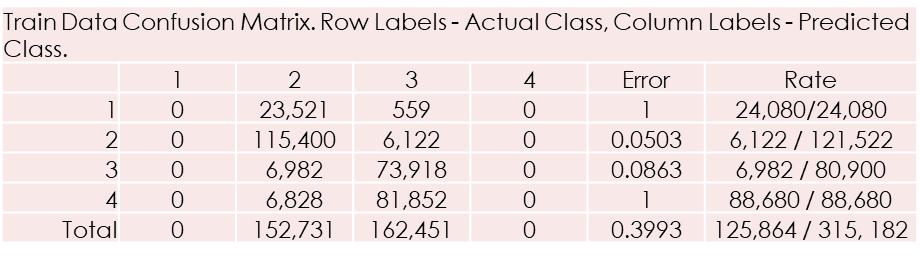 Train Data Confusion Matrix. Row Labels - Actual Class, Column Labels - Predicted
Class.
1 2 3 4 Error Rate
1 0 23,521 559 0 1 24,080/24,080
2 0 115,400 6,122 0 0.0503 6,122 / 121,522
3 0 6,982 73,918 0 0.0863 6,982 / 80,900
4 0 6,828 81,852 0 1 88,680 / 88,680
Total 0 152,731 162,451 0 0.3993 125,864 / 315, 182